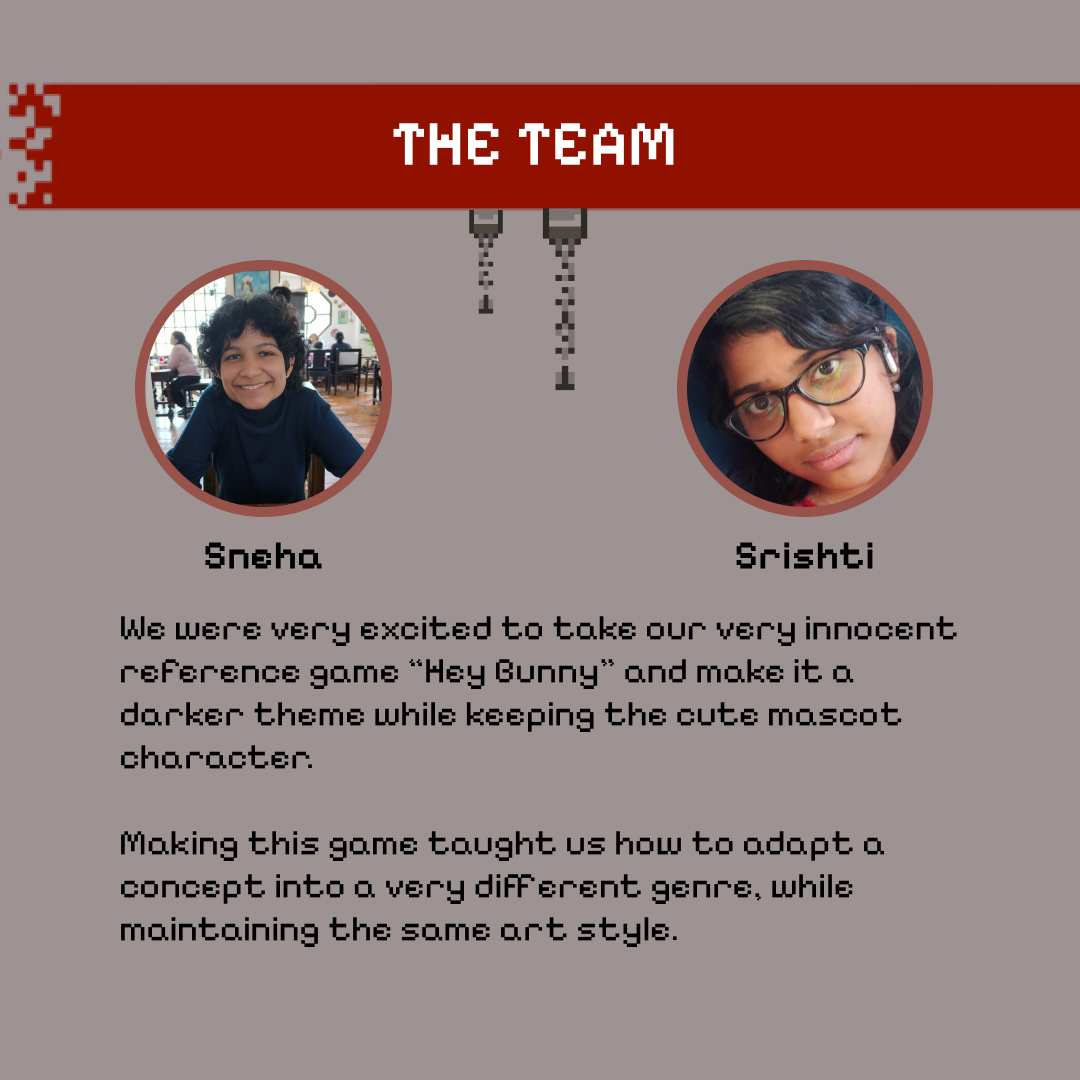 THE TEAM
Sneha
Srishti
We were very excited to take our very innocent
reference game “Hey Bunny” and make it a
darker theme while keeping the cute mascot
character.
Making this game taught us how to adapt a
concept into a very different genre, while
maintaining the same art style.